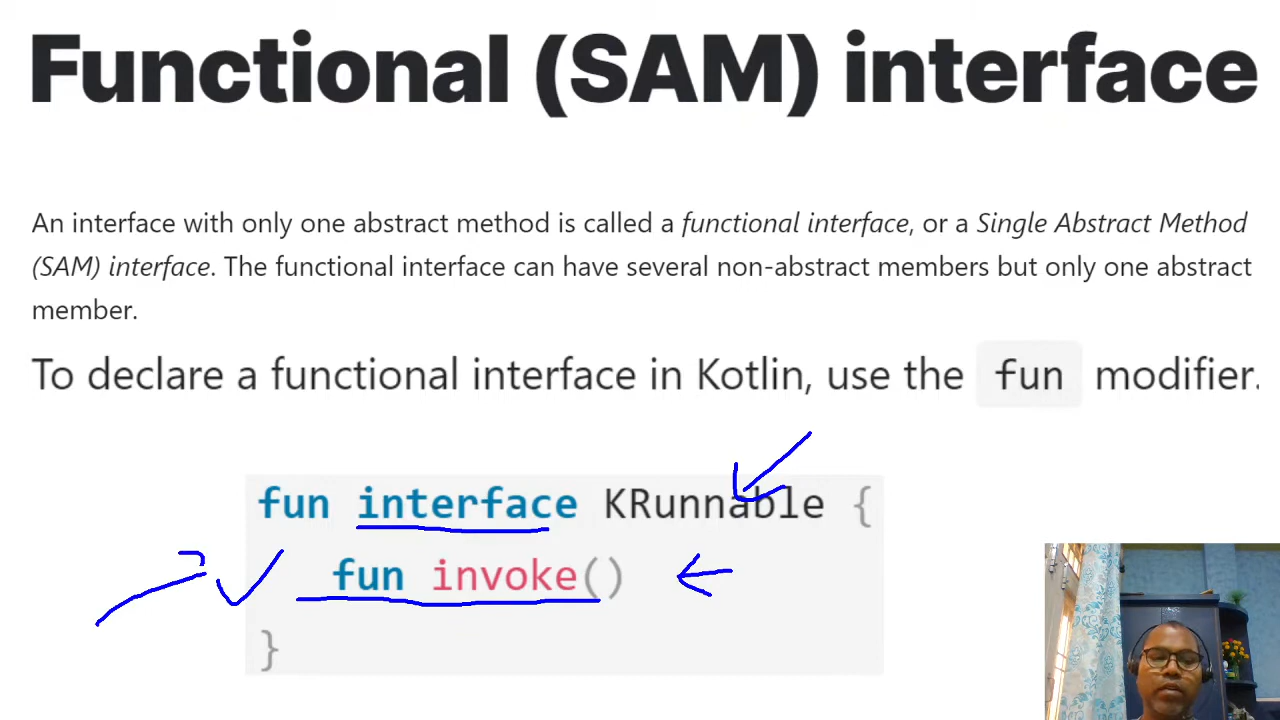 Functional (SAM) interface
An interface with only one abstract method is called a functional interface, or a Single Abstract Method
(SAM) interface. The functional interface can have several non-abstract members but only one abstract
member.
To declare a functional interface in Kotlin, use the fun modifier.
fun interface KRunnable {
fun invoke()
}